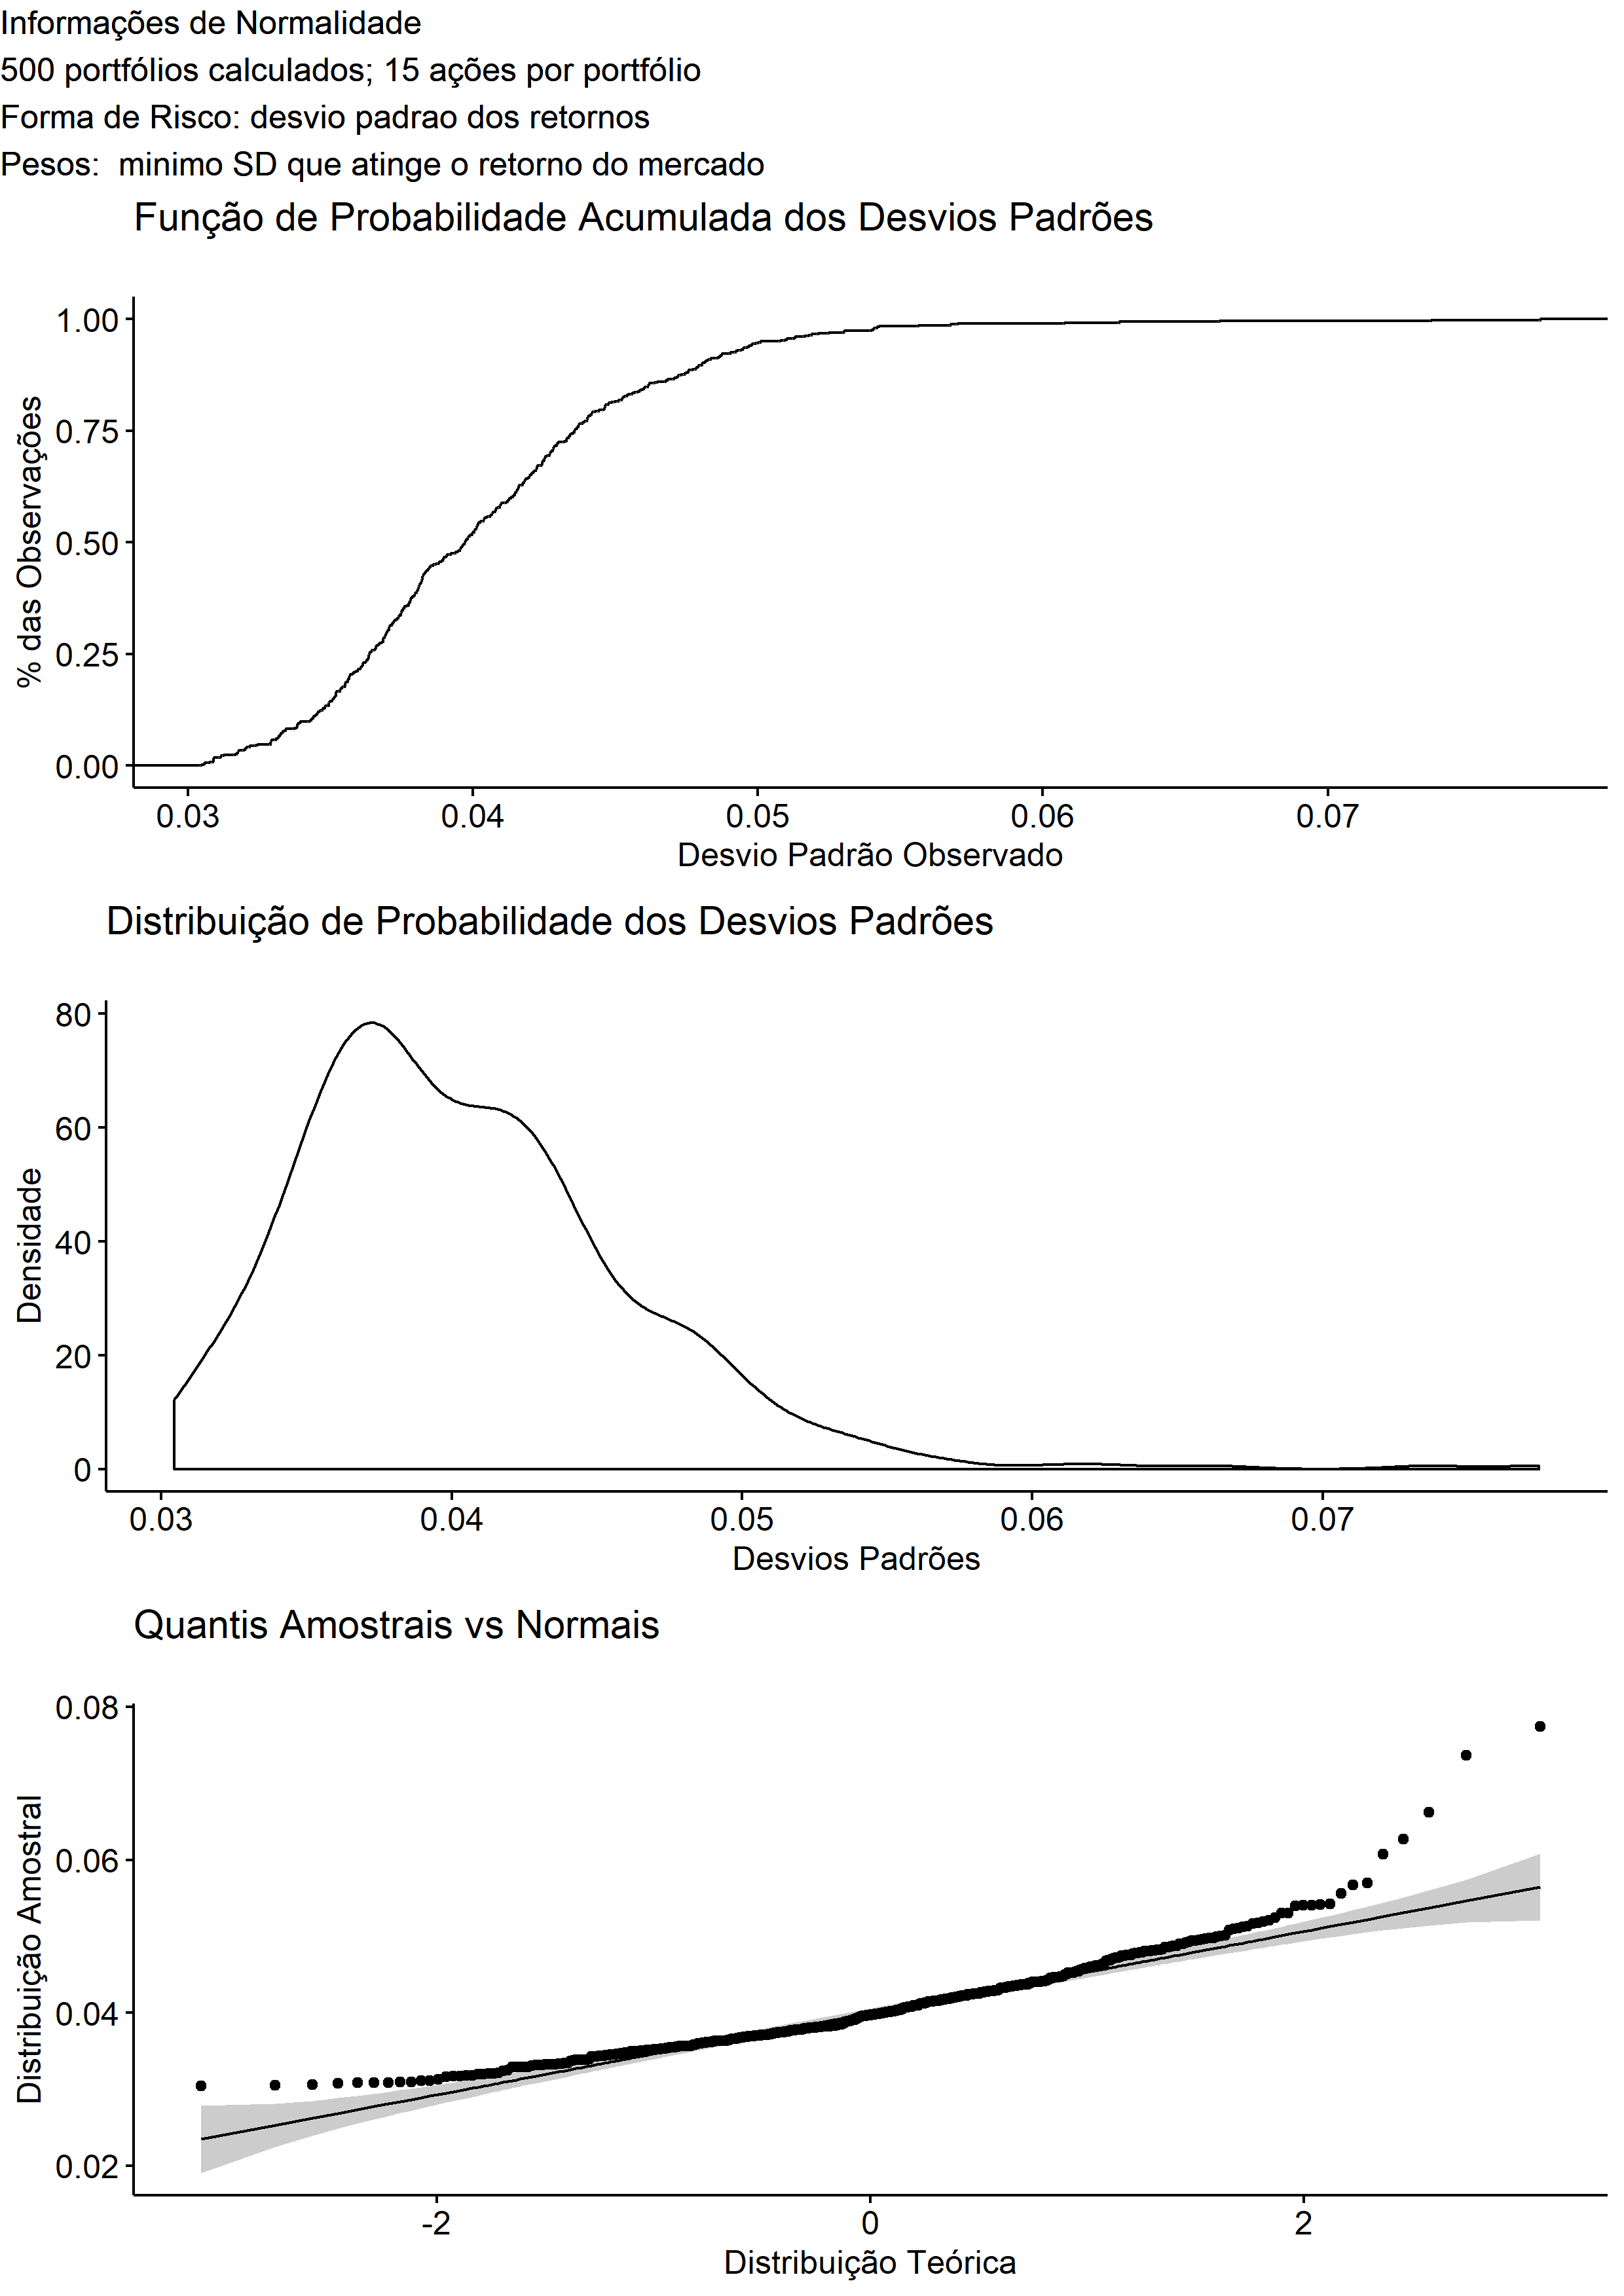 Informações de Normalidade
500 portfólios calculados; 15 ações por portfólio
Forma de Risco: desvio padrao dos retornos
Pesos:  minimo SD que atinge o retorno do mercado
Função de Probabilidade Acumulada dos Desvios Padrões
% das Observações
1.00
0.75
0.50
0.25
0.00
0.03 0.04 0.05 0.06 0.07
Desvio Padrão Observado
Distribuição de Probabilidade dos Desvios Padrões
Densidade
80
60
40
20
0
0.03 0.04 0.05 0.06 0.07
Desvios Padrões
Quantis Amostrais vs Normais
Distribuição Amostral
0.08
0.06
0.04
0.02
-2 0 2
Distribuição Teórica